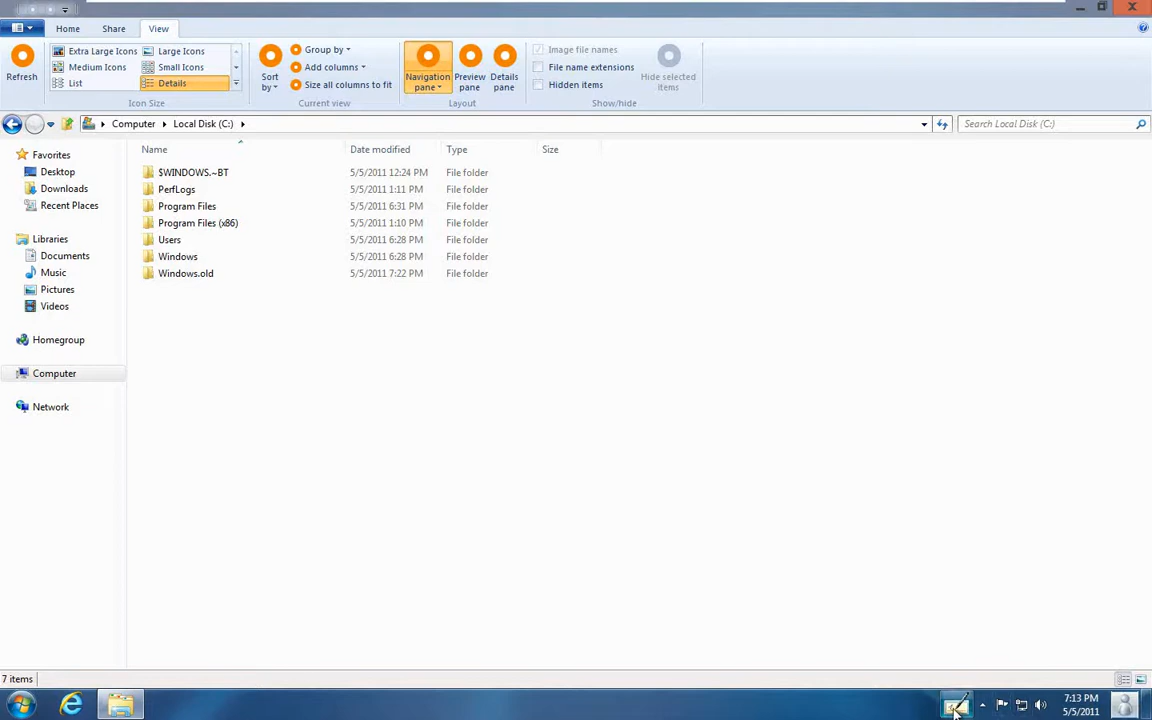 Home Share View
Refresh
Extra Large Icons Large Icons
Medium Icons Small Icons
List Details
Icon Size
Sort by
Group by
Add columns
Size all columns to fit
Current view
Navigation pane
Preview pane
Details pane
Layout
Image file names
File name extensions
Hidden items
Hide selected items
Show/hide
Computer Local Disk (C:)
Search Local Disk (C:)
Name Date modified Type Size
$WINDOWS.~BT 5/5/2011 12:24 PM File folder
PerfLogs 5/5/2011 1:11 PM File folder
Program Files 5/5/2011 6:31 PM File folder
Program Files (x86) 5/5/2011 1:10 PM File folder
Users 5/5/2011 6:28 PM File folder
Windows 5/5/2011 6:28 PM File folder
Windows.old 5/5/2011 7:22 PM File folder
Favorites
Desktop
Downloads
Recent Places
Libraries
Documents
Music
Pictures
Videos
Homegroup
Computer
Network
7 items
7:13 PM
5/5/2011